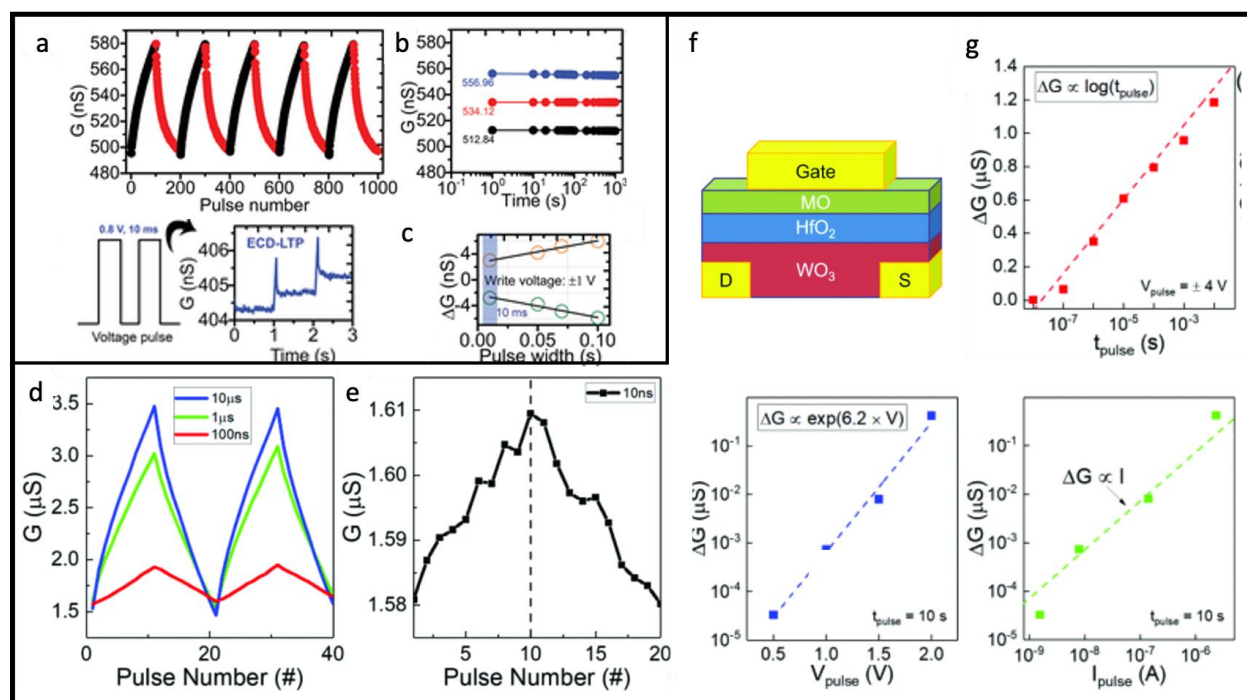 a
580
560
540
520
500
480
G (nS)
0 200 400 600 800 1000
Pulse number
b
580
560
540
520
500
480
G (nS)
556.96
534.12
512.84
10⁻¹ 10⁰ 10¹ 10² 10³
Time (s)
0.8 V, 10 ms
Voltage pulse
ECD-LTP
406
405
404
G (nS)
0 1 2 3
Time (s)
c
4
0
-4
ΔG (nS)
Write voltage: ±1 V
10 ms
0.00 0.05 0.10
Pulse width (s)
d
10μs
1μs
100ns
3.5
3.0
2.5
2.0
1.5
G (μS)
0 20 40
Pulse Number (#)
e
10ns
1.61
1.60
1.59
1.58
G (μS)
5 10 15 20
Pulse Number (#)
f
Gate
MO
HfO₂
WO₃
D
S
g
ΔG ∝ log(t_pulse)
1.4
1.2
1.0
0.8
0.6
0.4
0.2
0.0
ΔG (μS)
V_pulse = ± 4 V
10⁻⁷ 10⁻⁵ 10⁻³
t_pulse (s)
ΔG ∝ exp(6.2 × V)
10⁻¹
10⁻²
10⁻³
10⁻⁴
10⁻⁵
ΔG (μS)
t_pulse = 10 s
0.5 1.0 1.5 2.0
V_pulse (V)
ΔG ∝ I
10⁻¹
10⁻²
10⁻³
10⁻⁴
10⁻⁵
ΔG (μS)
t_pulse = 10 s
10⁻⁹ 10⁻⁸ 10⁻⁷ 10⁻⁶
I_pulse (A)